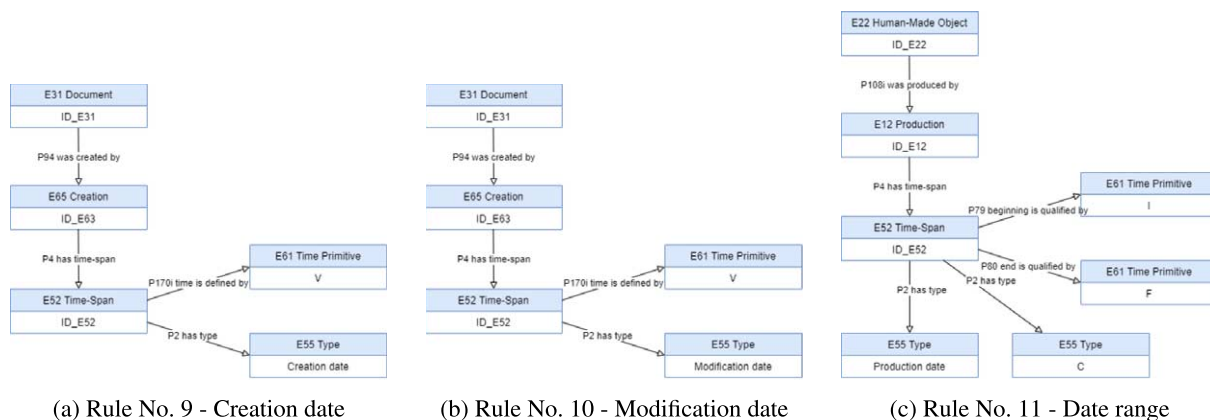 E31 Document
ID_E31
P94 was created by
E65 Creation
ID_E63
P4 has time-span
E61 Time Primitive
V
P170i time is defined by
E52 Time-Span
ID_E52
P2 has type
E55 Type
Creation date
(a) Rule No. 9 - Creation date
E31 Document
ID_E31
P94 was created by
E65 Creation
ID_E63
P4 has time-span
E61 Time Primitive
V
P170i time is defined by
E52 Time-Span
ID_E52
P2 has type
E55 Type
Modification date
(b) Rule No. 10 - Modification date
E22 Human-Made Object
ID_E22
P108i was produced by
E12 Production
ID_E12
P4 has time-span
E61 Time Primitive
I
P79 beginning is qualified by
E52 Time-Span
ID_E52
P80 end is qualified by
E61 Time Primitive
F
P2 has type
P2 has type
E55 Type
Production date
E55 Type
C
(c) Rule No. 11 - Date range